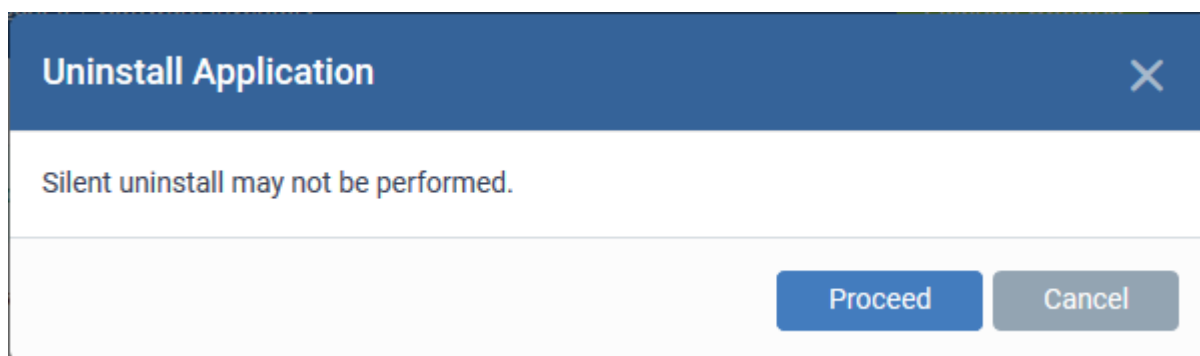 Uninstall Application
Silent uninstall may not be performed.
Proceed Cancel